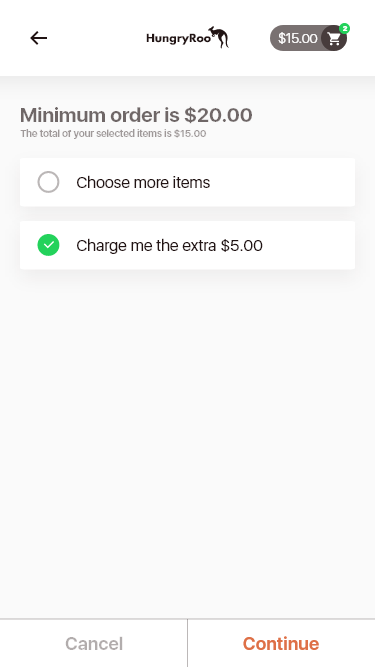 HungryRoo
$15.00
2
Minimum order is $20.00
The total of your selected items is $15.00
Choose more items
Charge me the extra $5.00
Cancel
Continue